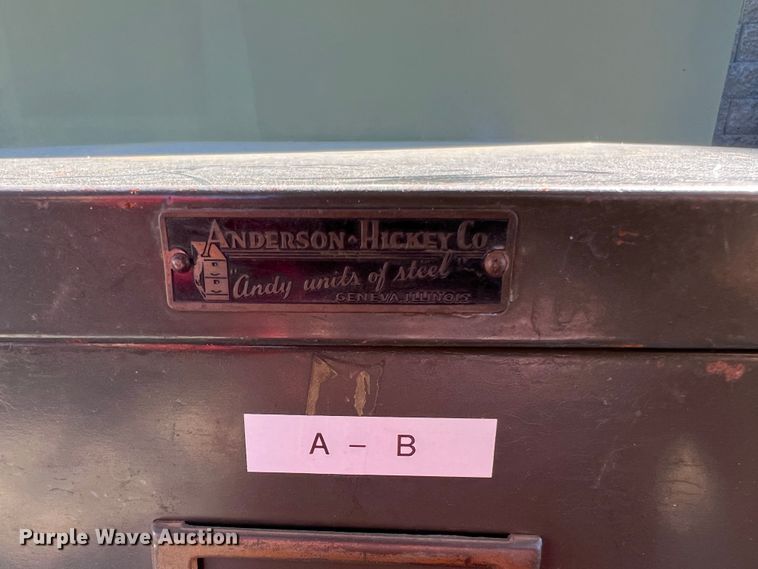 ANDERSON-HICKEY CO
"Andy units of steel"
GENEVA, ILLINOIS
A - B
Purple Wave Auction